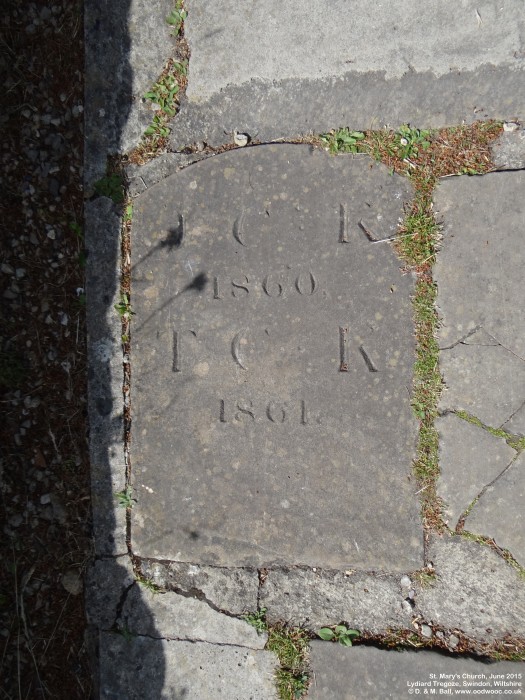 J C K
1860.
T C K
1861.
St. Mary's Church, June 2015
Lydiard Tregoze, Swindon, Wiltshire
© D. & M. Ball, www.oodwooc.co.uk